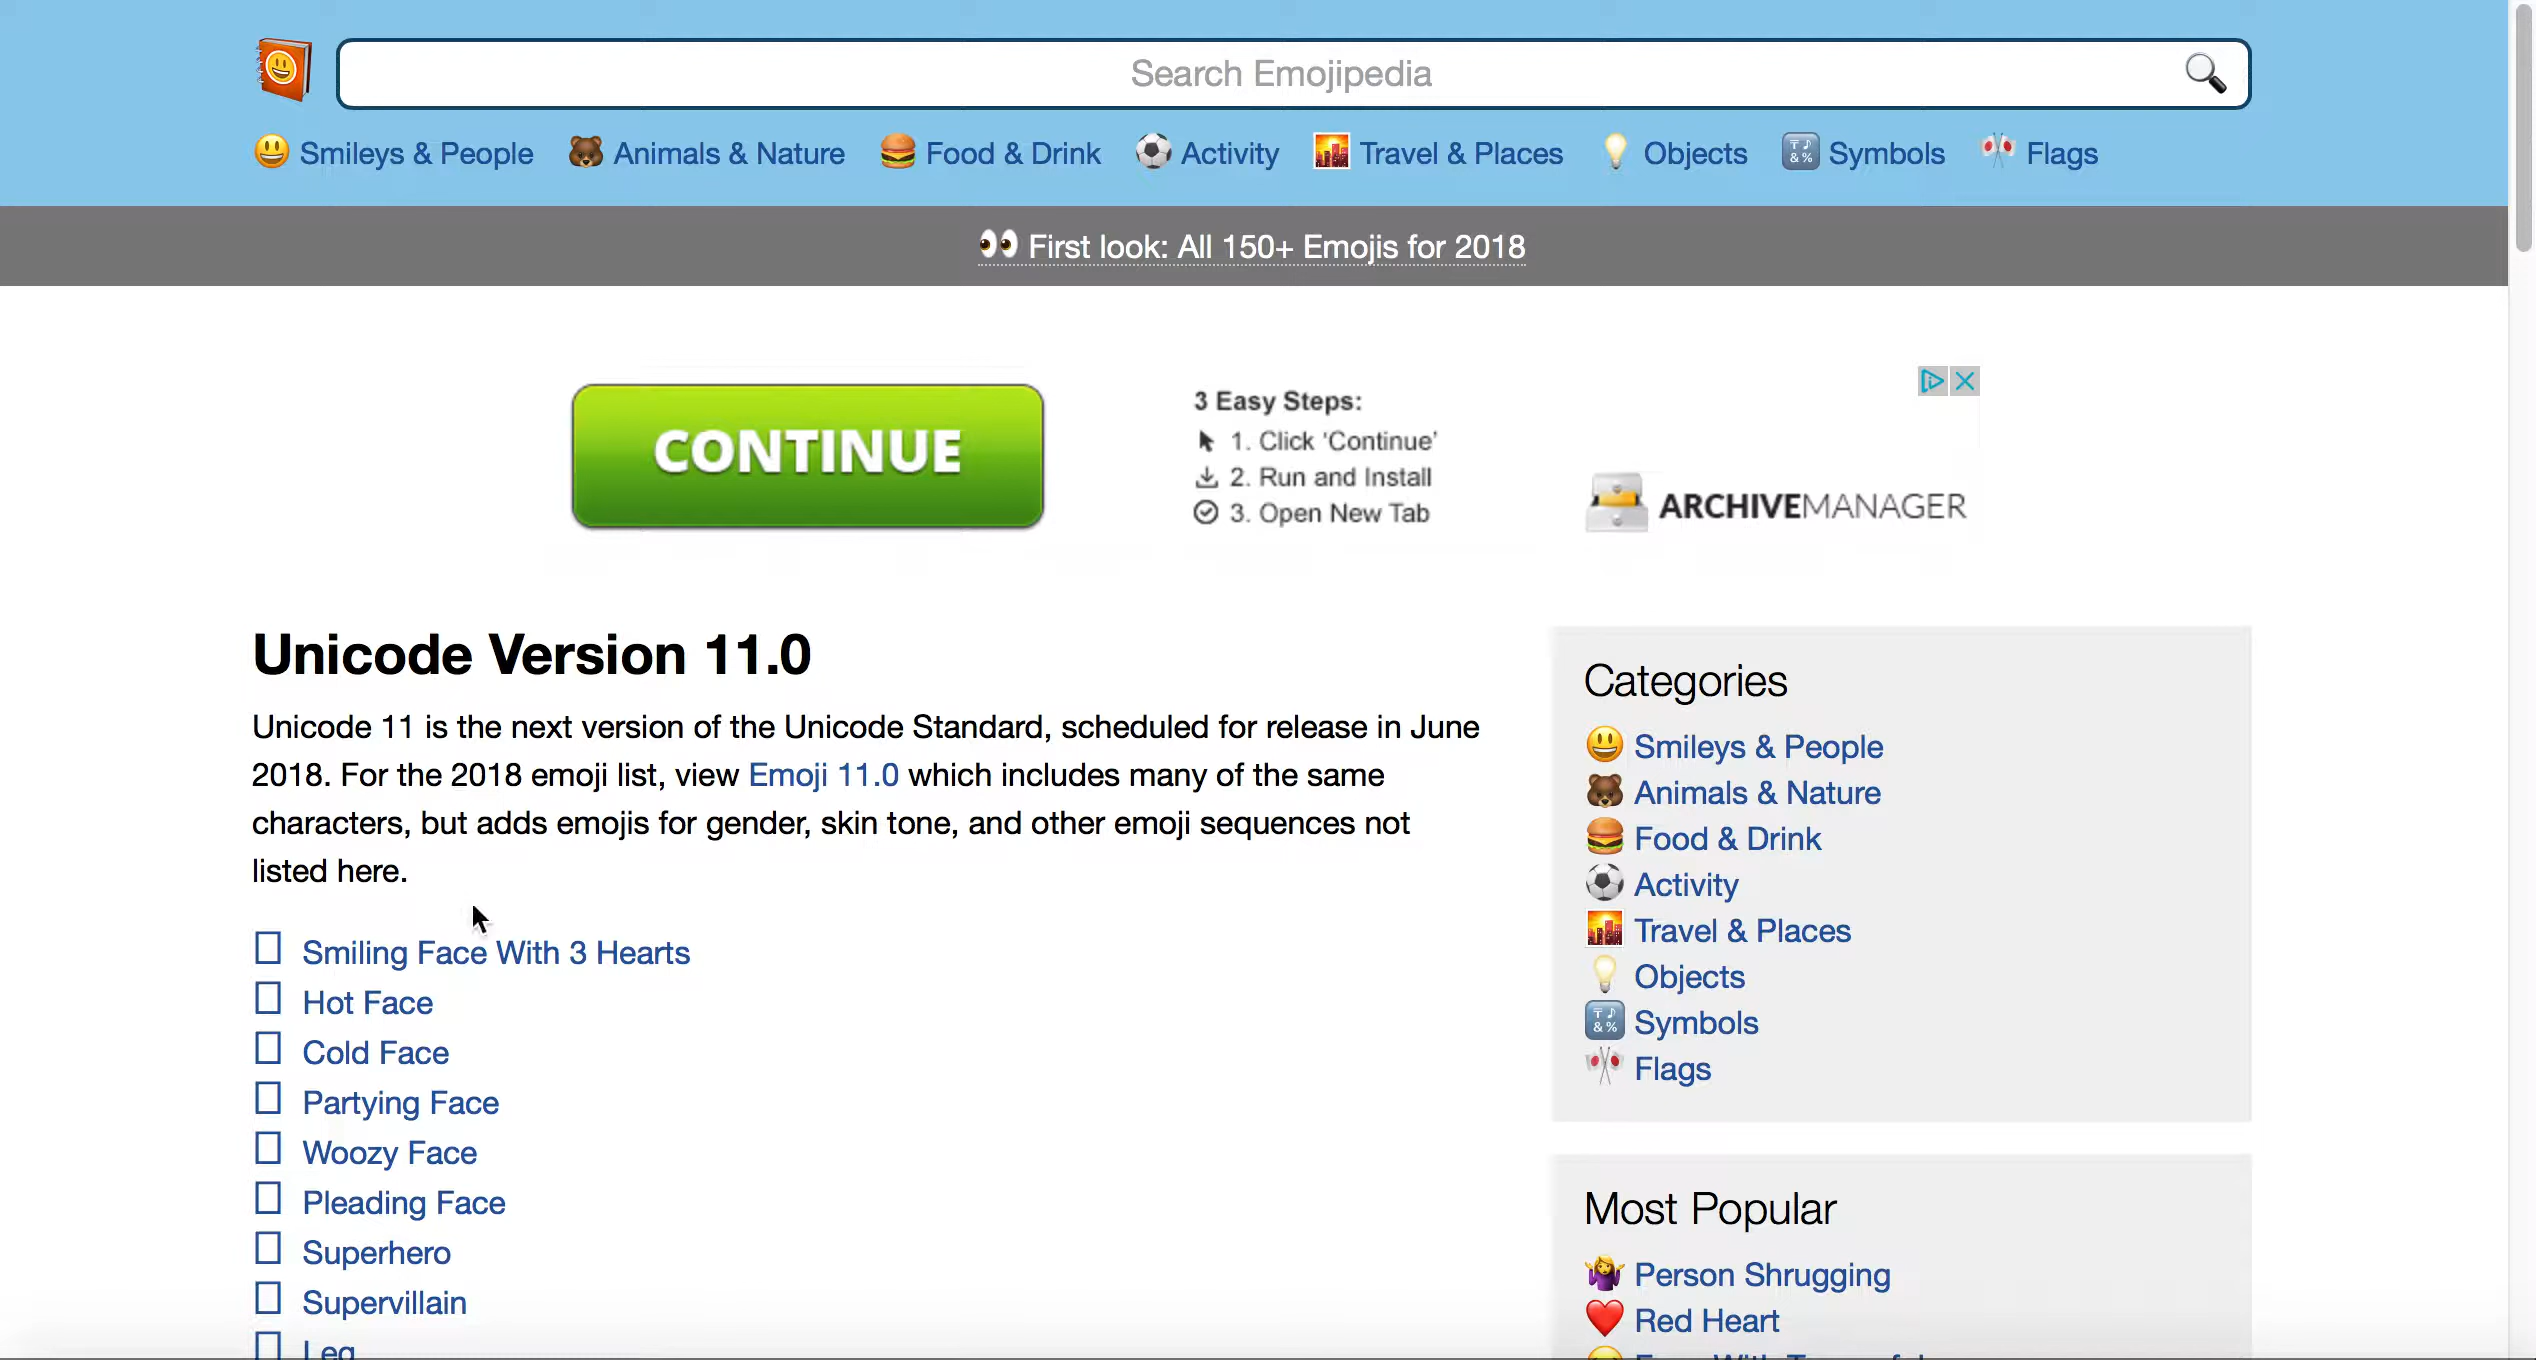 Search Emojipedia
Smileys & People Animals & Nature Food & Drink Activity Travel & Places Objects Symbols Flags
First look: All 150+ Emojis for 2018
CONTINUE
3 Easy Steps:
1. Click ‘Continue’
2. Run and Install
3. Open New Tab
ARCHIVEMANAGER
Unicode Version 11.0
Unicode 11 is the next version of the Unicode Standard, scheduled for release in June
2018. For the 2018 emoji list, view Emoji 11.0 which includes many of the same
characters, but adds emojis for gender, skin tone, and other emoji sequences not
listed here.
Smiling Face With 3 Hearts
Hot Face
Cold Face
Partying Face
Woozy Face
Pleading Face
Superhero
Supervillain
Leg
Categories
Smileys & People
Animals & Nature
Food & Drink
Activity
Travel & Places
Objects
Symbols
Flags
Most Popular
Person Shrugging
Red Heart